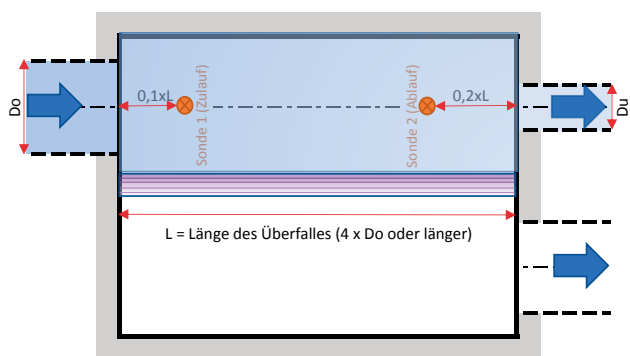 Do
0,1xL
Sonde 1 (Zulauf)
Sonde 2 (Ablauf)
0,2xL
Du
L = Länge des Überfalles (4 x Do oder länger)